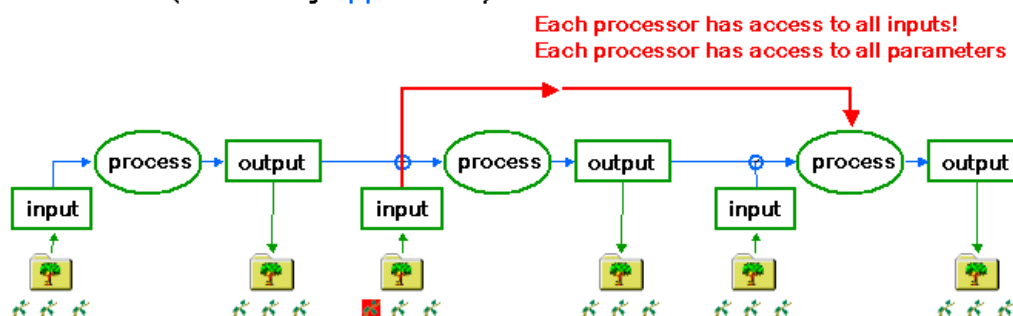 Each processor has access to all inputs!
Each processor has access to all parameters
process
output
process
output
process
output
input
input
input